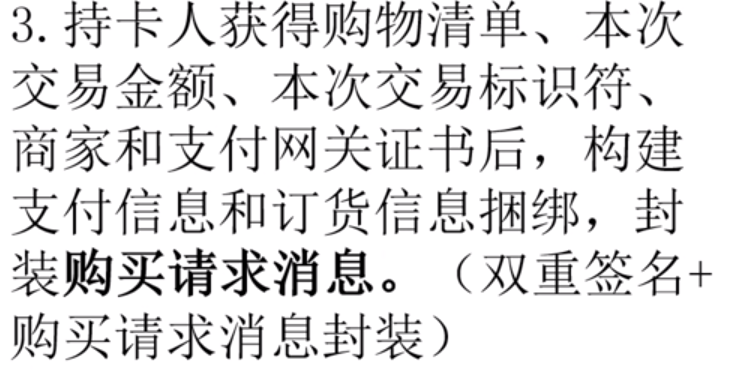 3. 持卡人获得购物清单、本次
交易金额、本次交易标识符、
商家和支付网关证书后，构建
支付信息和订货信息捆绑，封
装购买请求消息。（双重签名+
购买请求消息封装）